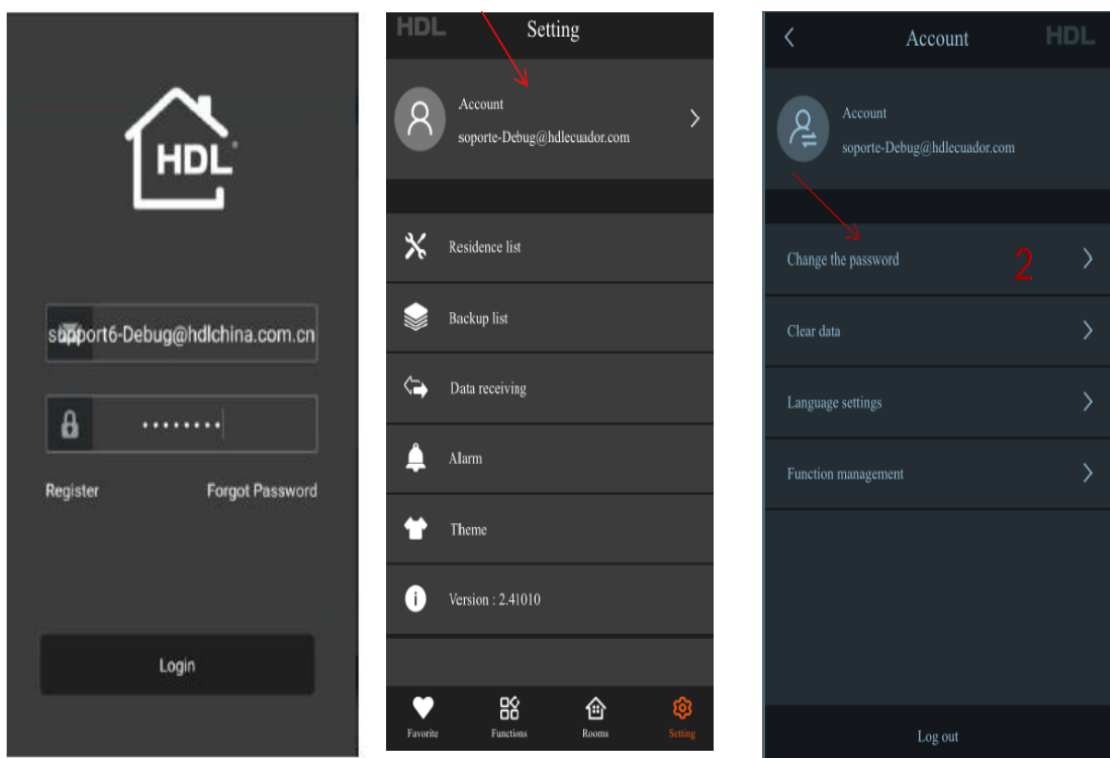 HDL
support6-Debug@hdlchina.com.cn
Register
Forgot Password
Login
HDL
Setting
Account
soporte-Debug@hdlecuador.com
Residence list
Backup list
Data receiving
Alarm
Theme
Version : 2.41010
Favorite
Functions
Rooms
Setting
Account
HDL
Account
soporte-Debug@hdlecuador.com
Change the password
2
Clear data
Language settings
Function management
Log out